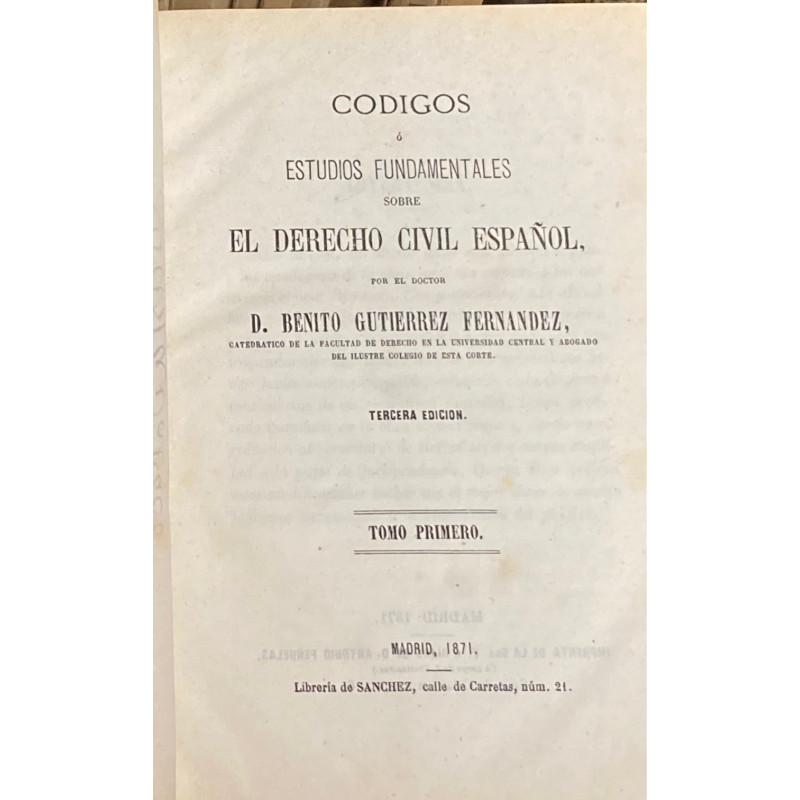 CODIGOS
ó
ESTUDIOS FUNDAMENTALES
SOBRE
EL DERECHO CIVIL ESPAÑOL,
POR EL DOCTOR
D. BENITO GUTIERREZ FERNANDEZ,
CATEDRATICO DE LA FACULTAD DE DERECHO EN LA UNIVERSIDAD CENTRAL Y ABOGADO
DEL ILUSTRE COLEGIO DE ESTA CORTE.
TERCERA EDICION.
TOMO PRIMERO.
MADRID, 1871.
Librería de SANCHEZ, calle de Carretas, núm. 21.